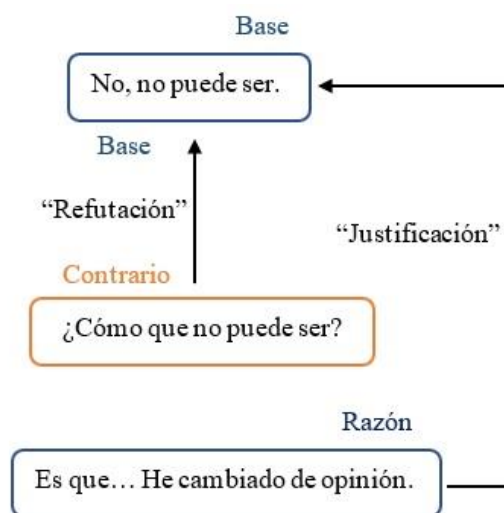 Base
No, no puede ser.
Base
“Refutación”
“Justificación”
Contrario
¿Cómo que no puede ser?
Razón
Es que… He cambiado de opinión.